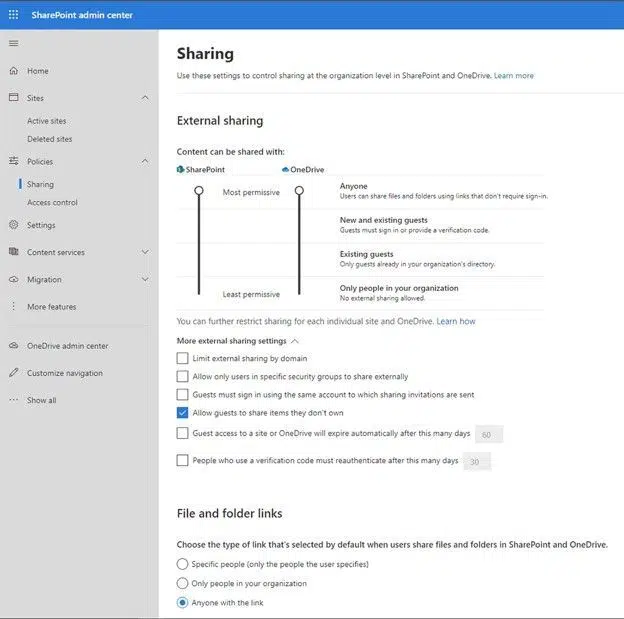 SharePoint admin center
Home
Sites
Active sites
Deleted sites
Policies
Sharing
Access control
Settings
Content services
Migration
More features
OneDrive admin center
Customize navigation
Show all
Sharing
Use these settings to control sharing at the organization level in SharePoint and OneDrive. Learn more
External sharing
Content can be shared with:
SharePoint OneDrive
Most permissive
Anyone
Users can share files and folders using links that don't require sign-in.
New and existing guests
Guests must sign in or provide a verification code.
Existing guests
Only guests already in your organization's directory.
Least permissive
Only people in your organization
No external sharing allowed.
You can further restrict sharing for each individual site and OneDrive. Learn how
More external sharing settings
Limit external sharing by domain
Allow only users in specific security groups to share externally
Guests must sign in using the same account to which sharing invitations are sent
Allow guests to share items they don't own
Guest access to a site or OneDrive will expire automatically after this many days 60
People who use a verification code must reauthenticate after this many days 30
File and folder links
Choose the type of link that's selected by default when users share files and folders in SharePoint and OneDrive.
Specific people (only the people the user specifies)
Only people in your organization
Anyone with the link